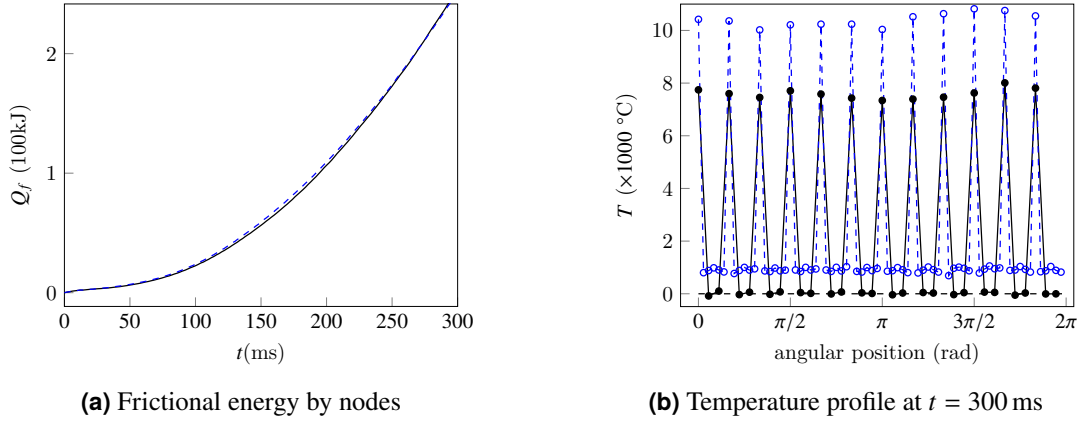 2
1
0
Q_f (100kJ)
0 50 100 150 200 250 300
t(ms)
(a) Frictional energy by nodes
10
8
6
4
2
0
T (×1000 °C)
0 π/2 π 3π/2 2π
angular position (rad)
(b) Temperature profile at t = 300 ms